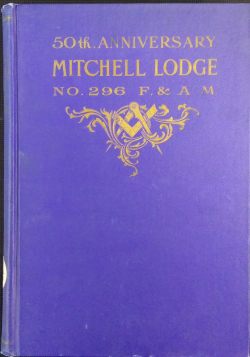 50th. ANNIVERSARY
MITCHELL LODGE
NO. 296 F. & A M